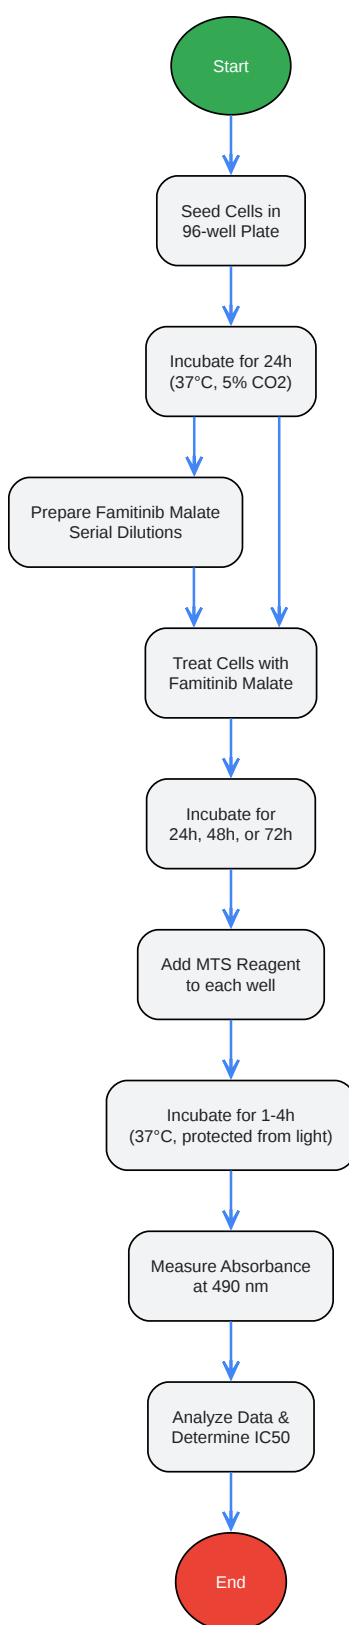 Start
Seed Cells in
96-well Plate
Incubate for 24h
(37°C, 5% CO2)
Prepare Famitinib Malate
Serial Dilutions
Treat Cells with
Famitinib Malate
Incubate for
24h, 48h, or 72h
Add MTS Reagent
to each well
Incubate for 1-4h
(37°C, protected from light)
Measure Absorbance
at 490 nm
Analyze Data &
Determine IC50
End